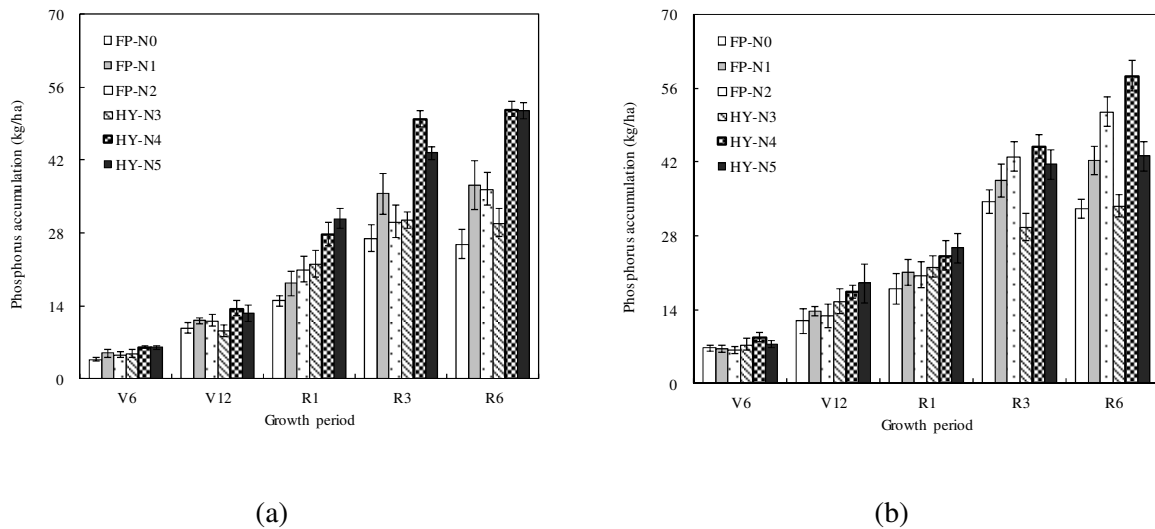 70
56
42
28
14
0
Phosphorus accumulation (kg/ha)
FP-N0
FP-N1
FP-N2
HY-N3
HY-N4
HY-N5
V6 V12 R1 R3 R6
Growth period
(a)
70
56
42
28
14
0
Phosphorus accumulation (kg/ha)
FP-N0
FP-N1
FP-N2
HY-N3
HY-N4
HY-N5
V6 V12 R1 R3 R6
Growth period
(b)